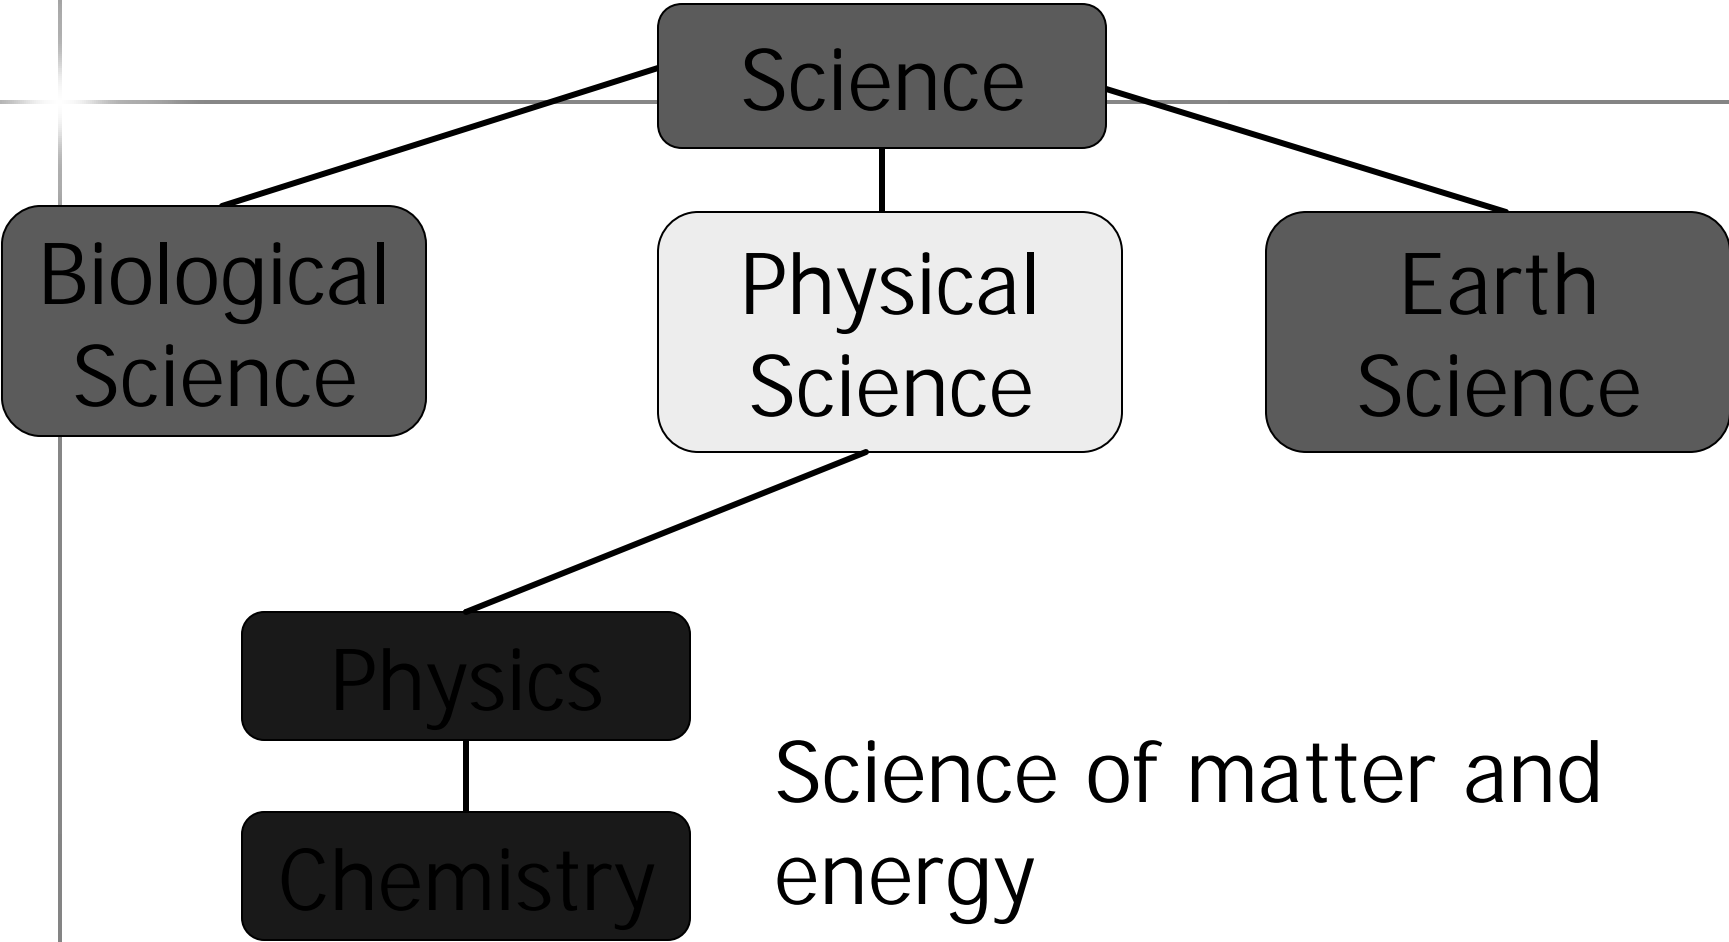 Science
Biological
Science
Physical
Science
Earth
Science
Physics
Chemistry
Science of matter and
energy